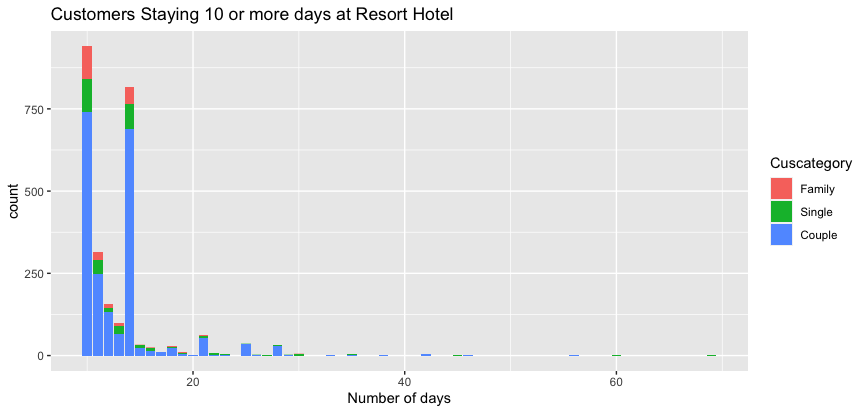 Customers Staying 10 or more days at Resort Hotel
count
750
500
250
0
20
40
60
Number of days
Cuscategory
Family
Single
Couple